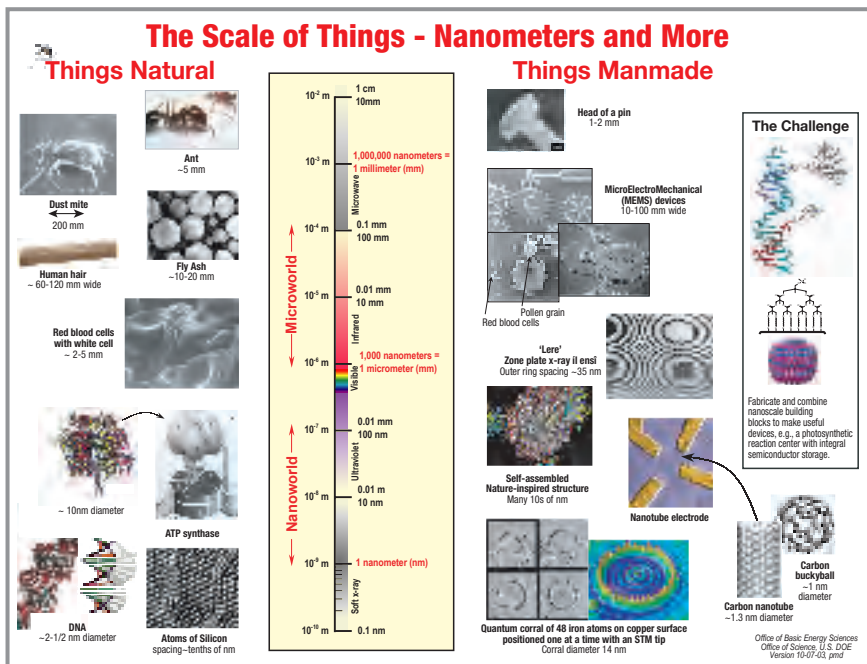 The Scale of Things - Nanometers and More
Things Natural
Things Manmade
Ant
~5 mm
Dust mite
200 mm
Human hair
~ 60-120 mm wide
Fly Ash
~10-20 mm
Red blood cells
with white cell
~ 2-5 mm
~ 10nm diameter
ATP synthase
DNA
~2-1/2 nm diameter
Atoms of Silicon
spacing~tenths of nm
10-2 m
1 cm
10mm
10-3 m
1,000,000 nanometers =
1 millimeter (mm)
Microwave
10-4 m
0.1 mm
100 mm
Microworld
10-5 m
0.01 mm
10 mm
Infrared
10-6 m
1,000 nanometers =
1 micrometer (mm)
Visible
10-7 m
0.01 mm
100 nm
Ultraviolet
Nanoworld
10-8 m
0.01 m
10 nm
10-9 m
1 nanometer (nm)
Soft x-ray
10-10 m
0.1 nm
Head of a pin
1-2 mm
MicroElectroMechanical
(MEMS) devices
10-100 mm wide
Pollen grain
Red blood cells
'Lere'
Zone plate x-ray
Outer ring spacing ~35 nm
Self-assembled
Nature-inspired structure
Many 10s of nm
Nanotube electrode
Quantum corral of 48 iron atoms on copper surface
positioned one at a time with an STM tip
Corral diameter 14 nm
Carbon nanotube
~1.3 nm diameter
Carbon
buckyball
~1 nm
diameter
The Challenge
Fabricate and combine
nanoscale building
blocks to make useful
devices, e.g., a photosynthetic
reaction center with integral
semiconductor storage.
Office of Basic Energy Sciences
Office of Science, U.S. DOE
Version 10-07-03, pmd